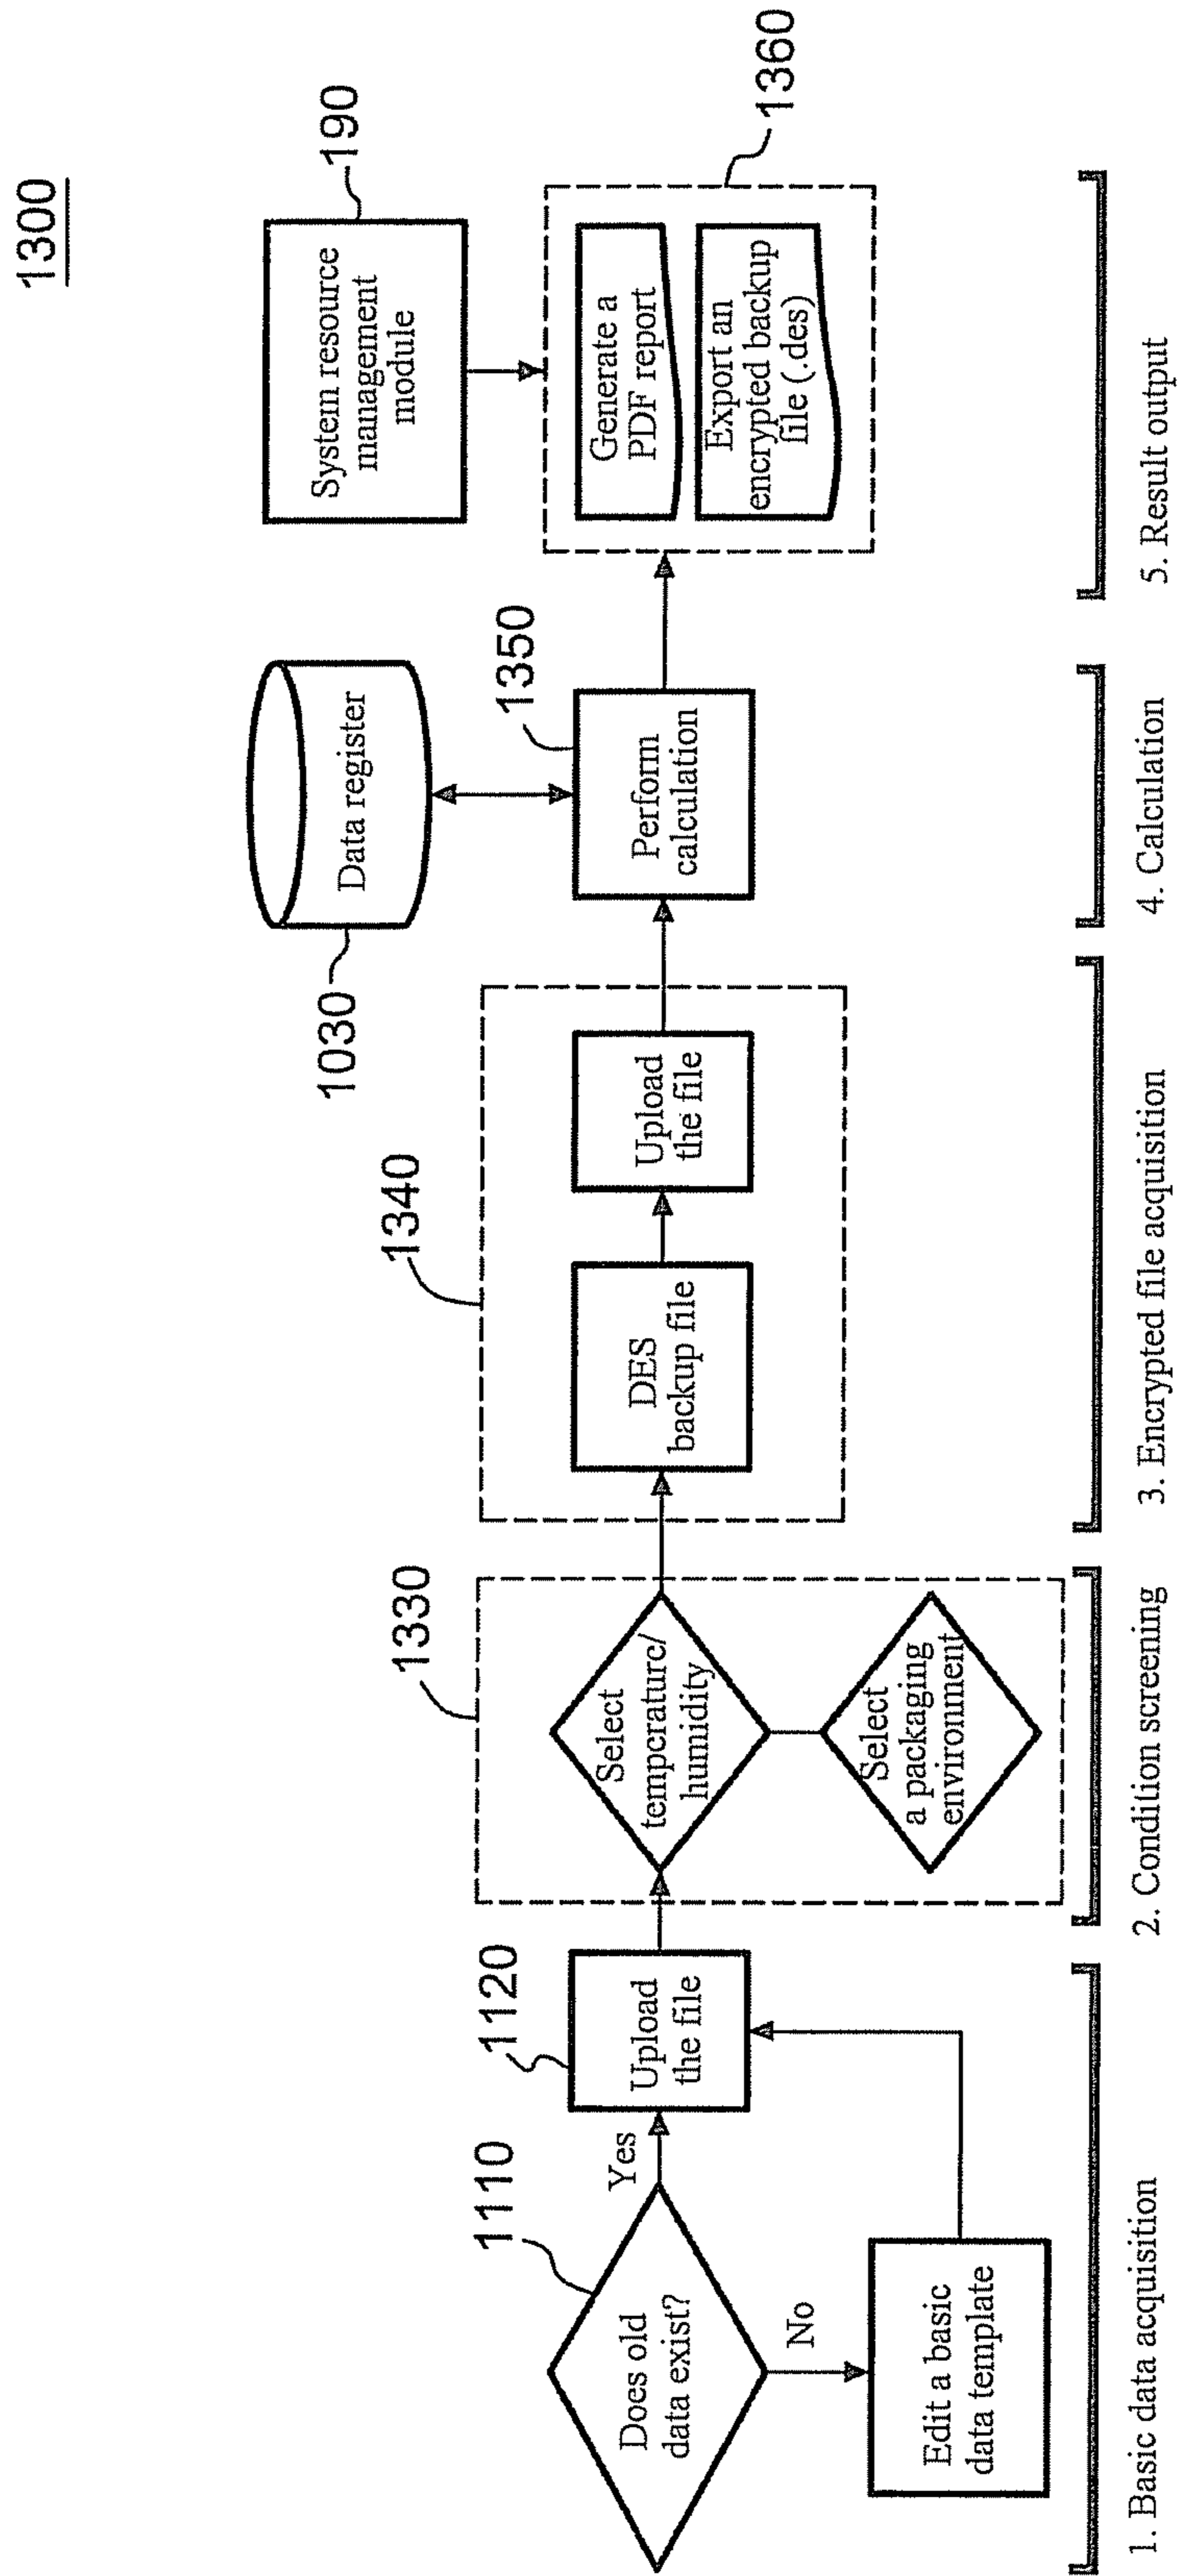 1300
1110
Does old
data exist?
Yes
No
Edit a basic
data template
1120
Upload
the file
1330
Select
tempcraturc/
humidity
Select
a packaging
environment
1340
DES
backup file
Upload
the file
1030
Data register
1350
Perform
calculation
190
System resource
management
module
1360
Generate a
PDF report
Export an
encrypted backup
file (.des)
1. Basic data acquisition
2. Condition screening
3. Encrypted file acquisition
4. Calculation
5. Result output